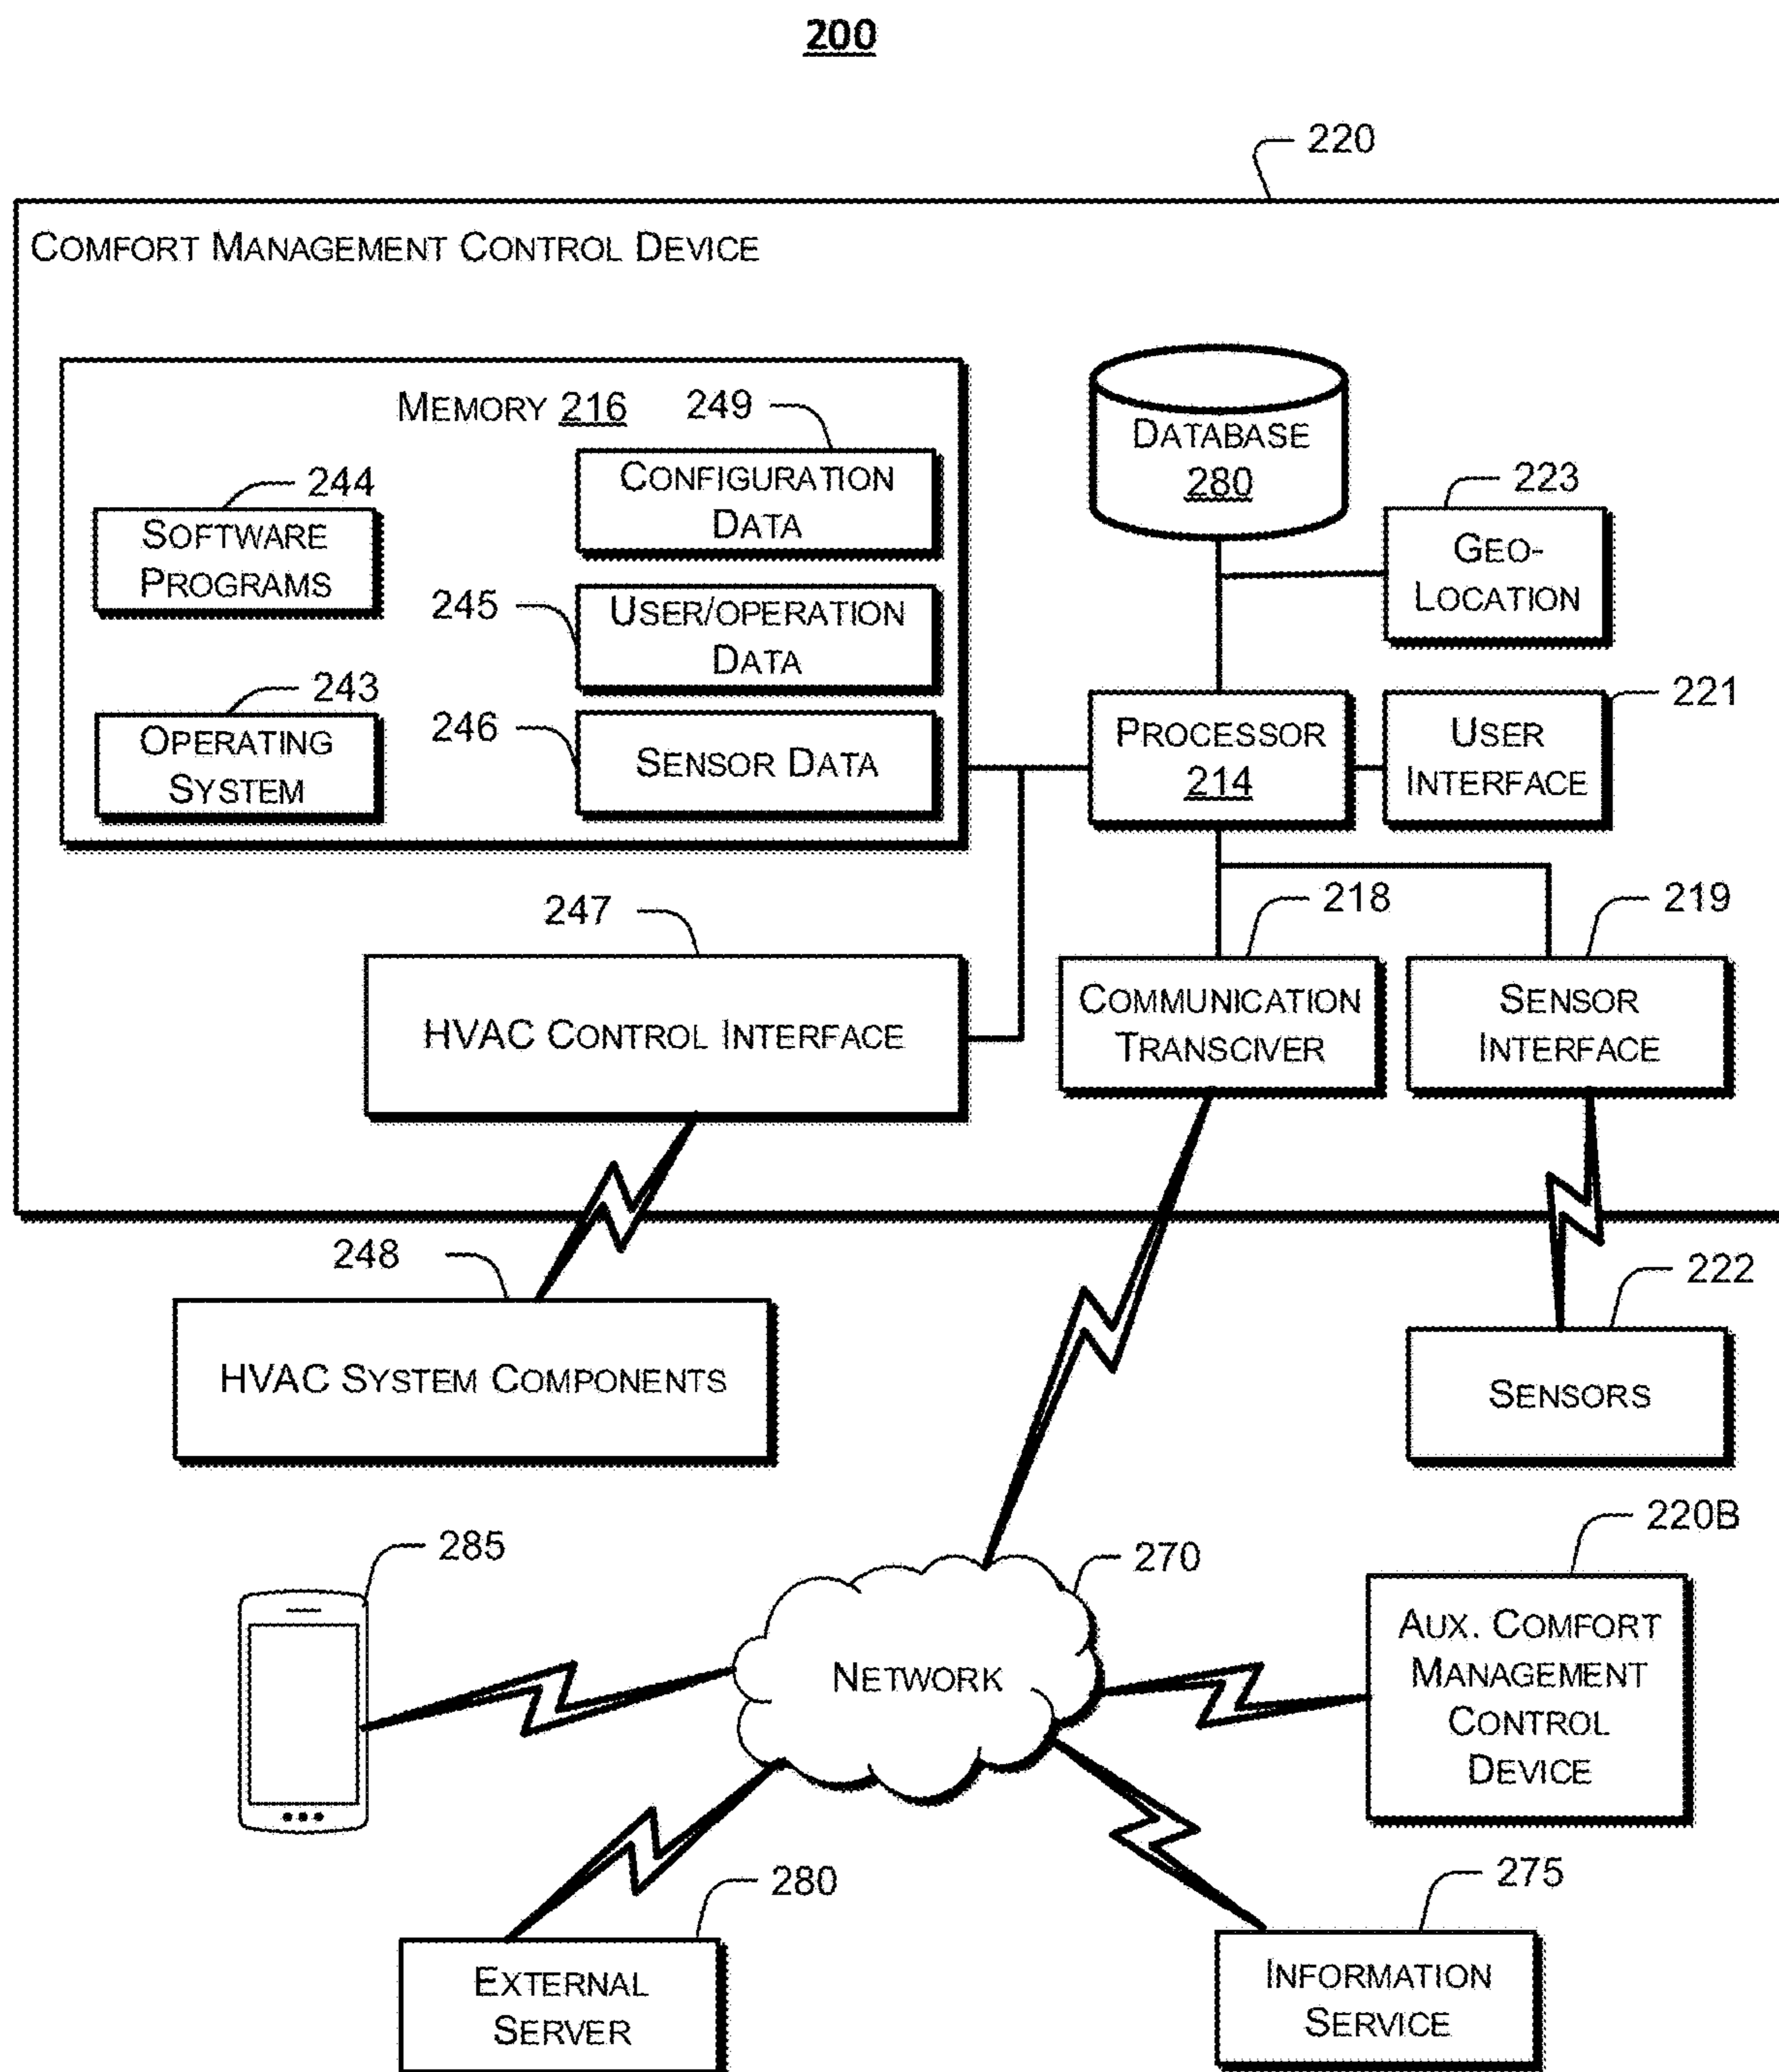 200
220
COMFORT MANAGEMENT CONTROL DEVICE
MEMORY 216
249
CONFIGURATION
DATA
244
SOFTWARE
PROGRAMS
245
USER/OPERATION
DATA
243
OPERATING
SYSTEM
246
SENSOR DATA
DATABASE
280
223
GEO-
LOCATION
PROCESSOR
214
221
USER
INTERFACE
247
HVAC CONTROL INTERFACE
218
COMMUNICATION
TRANSCIVER
219
SENSOR
INTERFACE
248
HVAC SYSTEM COMPONENTS
222
SENSORS
285
270
NETWORK
220B
AUX. COMFORT
MANAGEMENT
CONTROL
DEVICE
280
EXTERNAL
SERVER
275
INFORMATION
SERVICE